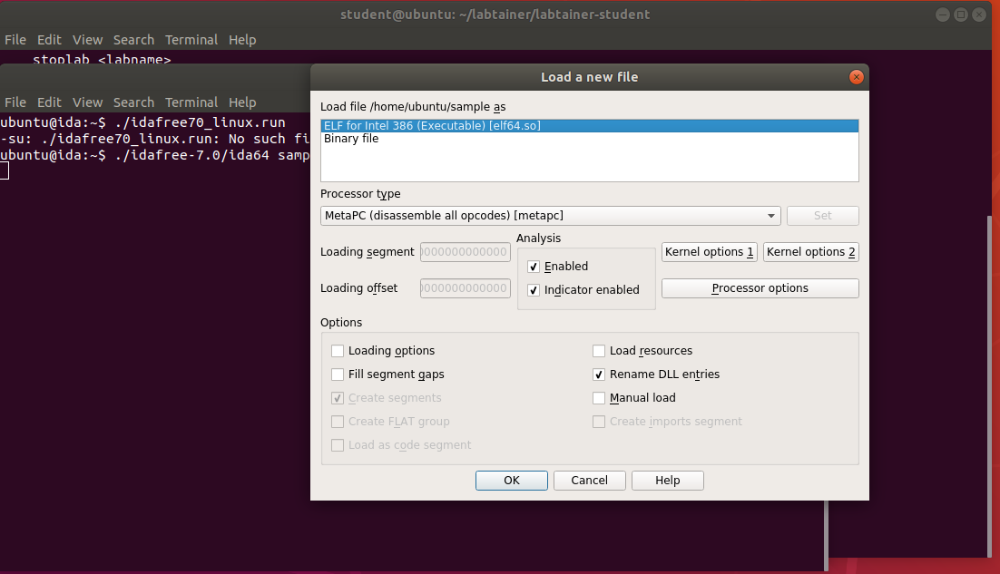 student@ubuntu: ~/labtainer/labtainer-student
File Edit View Search Terminal Help
stoplab <labname>
File Edit View Search Terminal Help
ubuntu@ida:~$ ./idafree70_linux.run
-su: ./idafree70_linux.run: No such fi
ubuntu@ida:~$ ./idafree-7.0/ida64 samp
Load a new file
Load file /home/ubuntu/sample as
ELF for Intel 386 (Executable) [elf64.so]
Binary file
Processor type
MetaPC (disassemble all opcodes) [metapc]
Set
Loading segment
0000000000000
Analysis
Enabled
Indicator enabled
Kernel options 1
Kernel options 2
Loading offset
0000000000000
Processor options
Options
Loading options
Load resources
Fill segment gaps
Rename DLL entries
Create segments
Manual load
Create FLAT group
Create imports segment
Load as code segment
OK
Cancel
Help